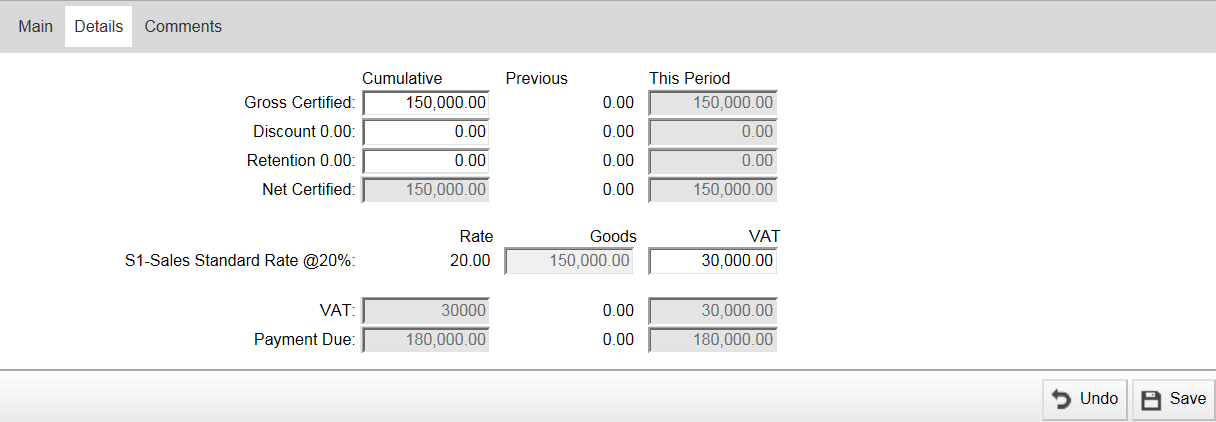 Main Details Comments
Cumulative Previous This Period
Gross Certified: 150,000.00 0.00 150,000.00
Discount 0.00: 0.00 0.00 0.00
Retention 0.00: 0.00 0.00 0.00
Net Certified: 150,000.00 0.00 150,000.00
Rate Goods VAT
S1-Sales Standard Rate @20%: 20.00 150,000.00 30,000.00
VAT: 30000 0.00 30,000.00
Payment Due: 180,000.00 0.00 180,000.00
Undo Save